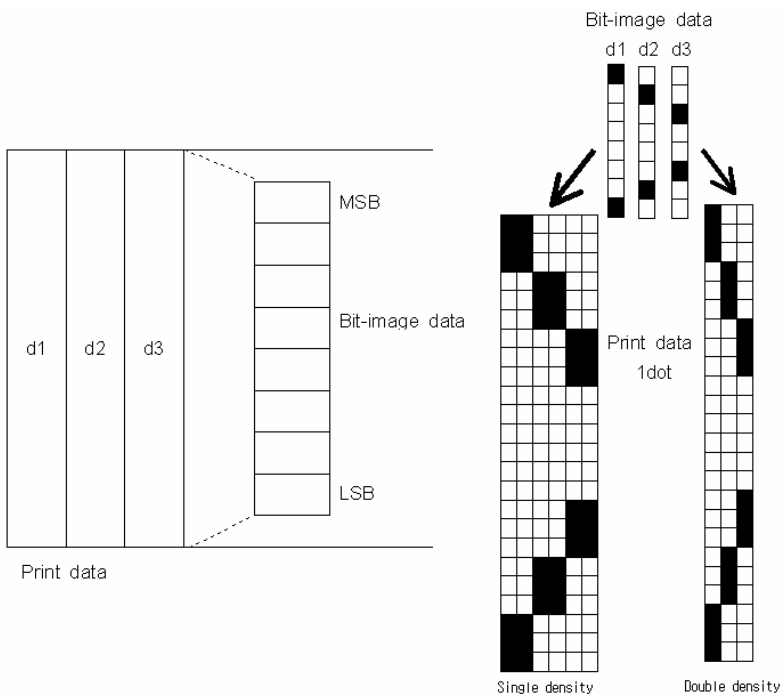 Bit-image data
d1 d2 d3
MSB
Bit-image data
d1 d2 d3
LSB
Print data
Print data
1dot
Single density
Double density